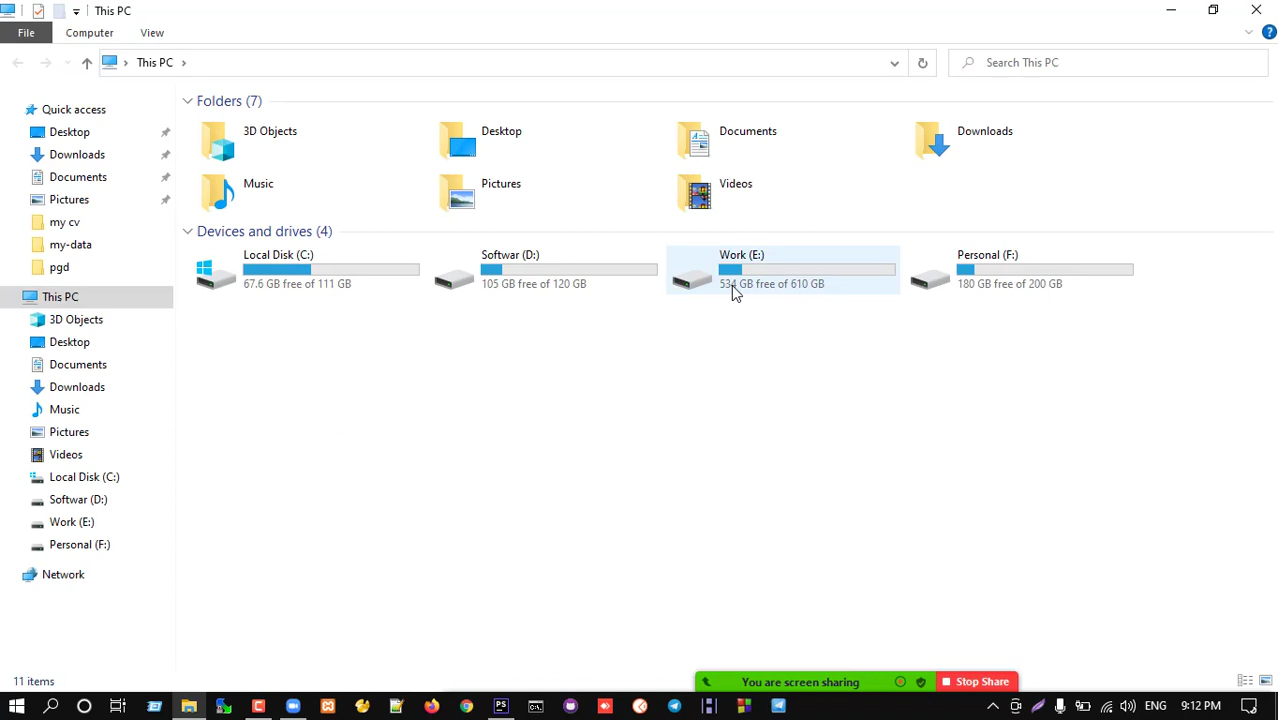 This PC
File Computer View
This PC
Search This PC
Quick access
Desktop
Downloads
Documents
Pictures
my cv
my-data
pgd
This PC
3D Objects
Desktop
Documents
Downloads
Music
Pictures
Videos
Local Disk (C:)
Softwar (D:)
Work (E:)
Personal (F:)
Network
Folders (7)
3D Objects
Desktop
Documents
Downloads
Music
Pictures
Videos
Devices and drives (4)
Local Disk (C:)
67.6 GB free of 111 GB
Softwar (D:)
105 GB free of 120 GB
Work (E:)
534 GB free of 610 GB
Personal (F:)
180 GB free of 200 GB
11 items
You are screen sharing
Stop Share
Ps
ENG 9:12 PM